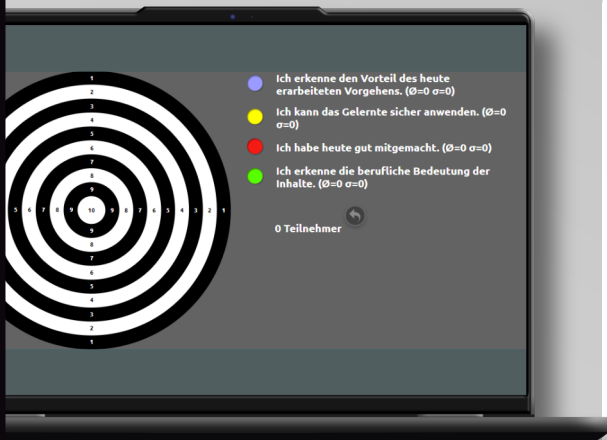 Ich erkenne den Vorteil des heute
erarbeiteten Vorgehens. (Ø=0 σ=0)
Ich kann das Gelernte sicher anwenden. (Ø=0
σ=0)
Ich habe heute gut mitgemacht. (Ø=0 σ=0)
Ich erkenne die berufliche Bedeutung der
Inhalte. (Ø=0 σ=0)
0 Teilnehmer
1
2
3
4
5
6
7
8
9
5 6 7 8 9 10 9 8 7 6 5 4 3 2 1
9
8
7
6
5
4
3
2
1